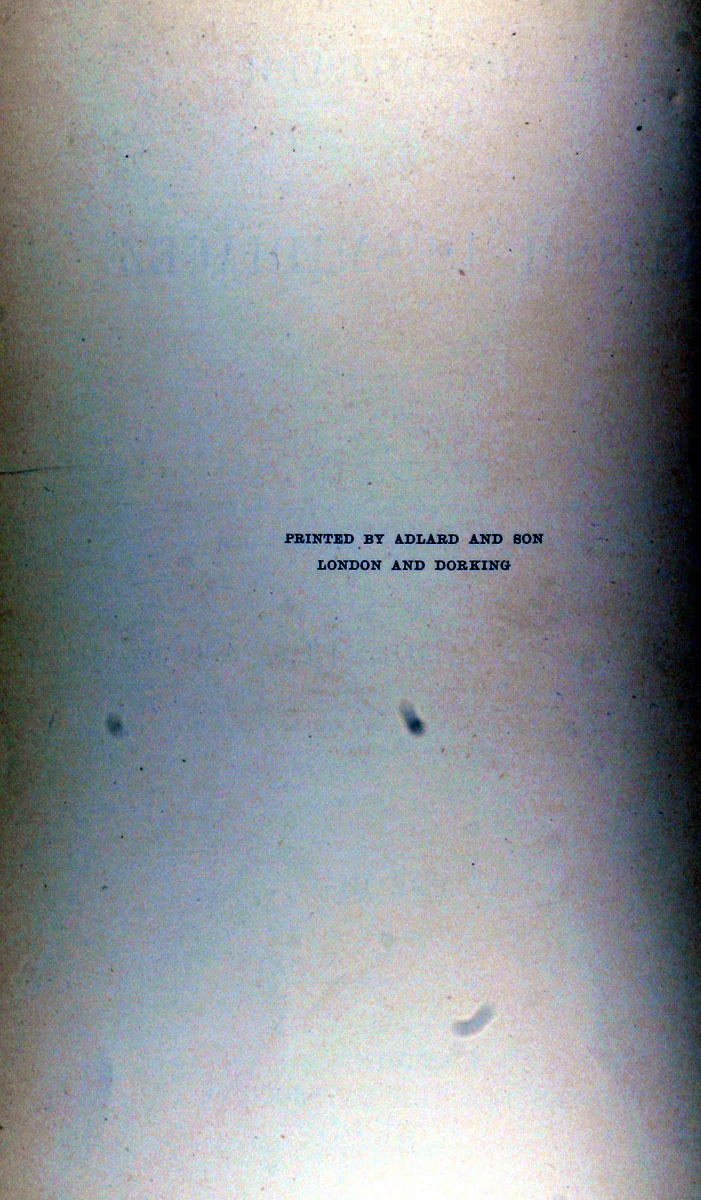 PRINTED BY ADLARD AND SON
LONDON AND DORKING